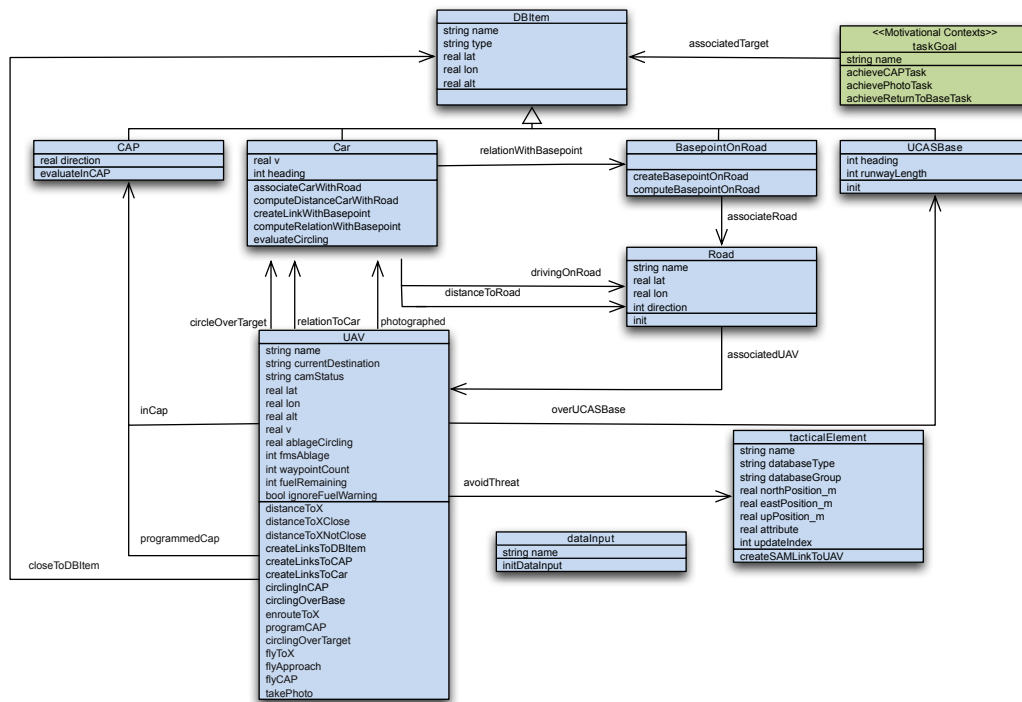 DBItem
string name
string type
real lat
real lon
real alt
associatedTarget
<<Motivational Contexts>>
taskGoal
string name
achieveCAPTask
achievePhotoTask
achieveReturnToBaseTask
CAP
real direction
evaluateInCAP
Car
real v
int heading
associateCarWithRoad
computeDistanceCarWithRoad
createLinkWithBasepoint
computeRelationWithBasepoint
evaluateCircling
relationWithBasepoint
BasepointOnRoad
createBasepointOnRoad
computeBasepointOnRoad
UCASBase
int heading
int runwayLength
init
associateRoad
Road
string name
real lat
real lon
int direction
init
drivingOnRoad
distanceToRoad
circleOverTarget
relationToCar
photographed
associatedUAV
UAV
string name
string currentDestination
string camStatus
real lat
real lon
real alt
real v
real ablageCircling
int fmsAblage
int waypointCount
int fuelRemaining
bool ignoreFuelWarning
distanceToX
distanceToXClose
distanceToXNotClose
createLinksToDBItem
createLinksToCAP
createLinksToCar
circlingInCAP
circlingOverBase
enrouteToX
programCAP
circlingOverTarget
flyToX
flyApproach
flyCAP
takePhoto
inCap
overUCASBase
avoidThreat
programmedCap
closeToDBItem
tacticalElement
string name
string databaseType
string databaseGroup
real northPosition_m
real eastPosition_m
real upPosition_m
real attribute
int updateIndex
createSAMLinkToUAV
dataInput
string name
initDataInput